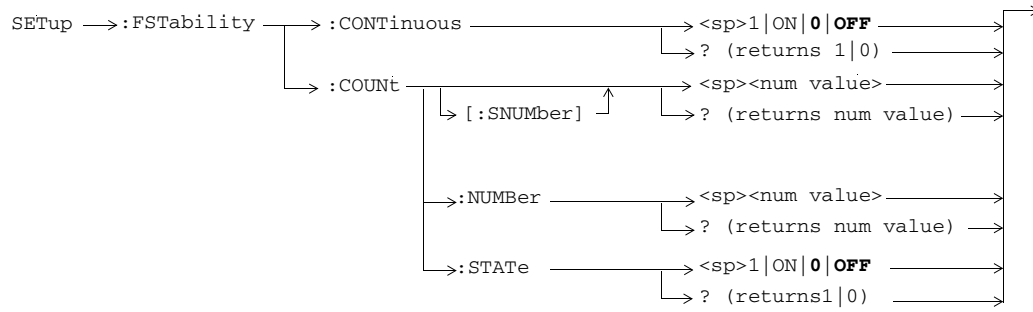 SETup :FSTability :CONTinuous <sp>1|ON|0|OFF
? (returns 1|0)
:COUNt <sp><num value>
[:SNUMber] ? (returns num value)
:NUMBer <sp><num value>
? (returns num value)
:STATe <sp>1|ON|0|OFF
? (returns1|0)